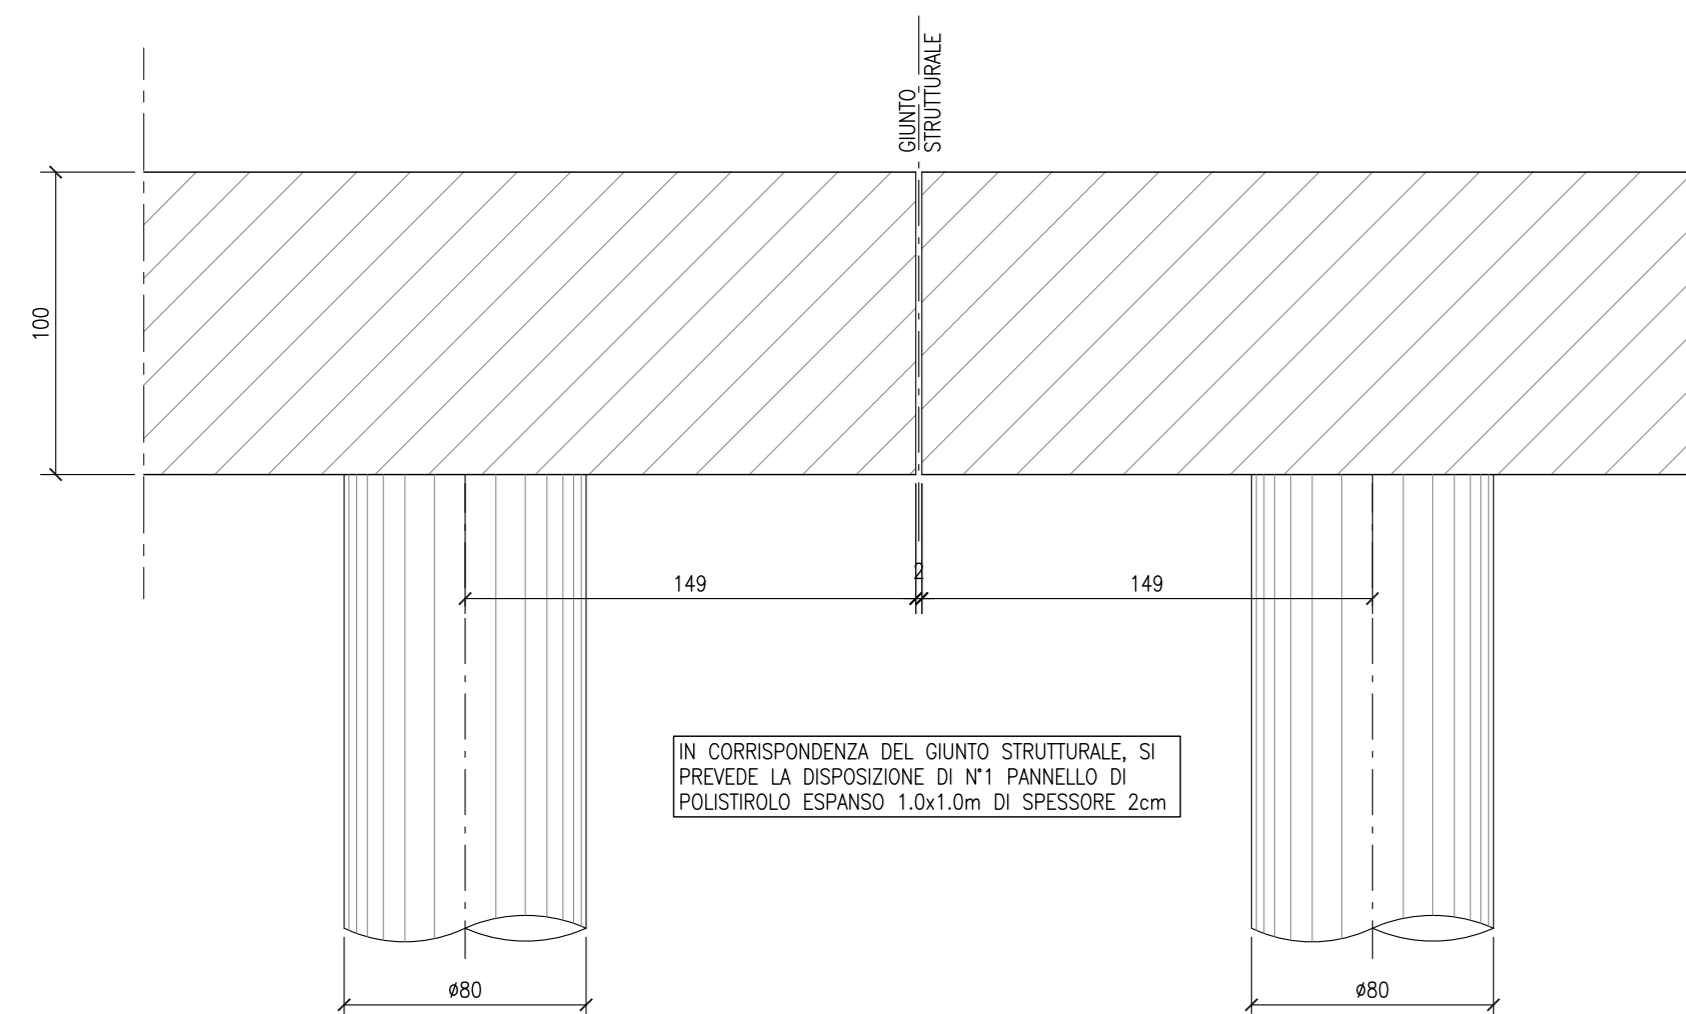 GIUNTO
STRUTTURALE
100
149
2
149
IN CORRISPONDENZA DEL GIUNTO STRUTTURALE, SI
PREVEDE LA DISPOSIZIONE DI N°1 PANNELLO DI
POLISTIROLO ESPANSO 1.0x1.0m DI SPESSORE 2cm
ø80
ø80